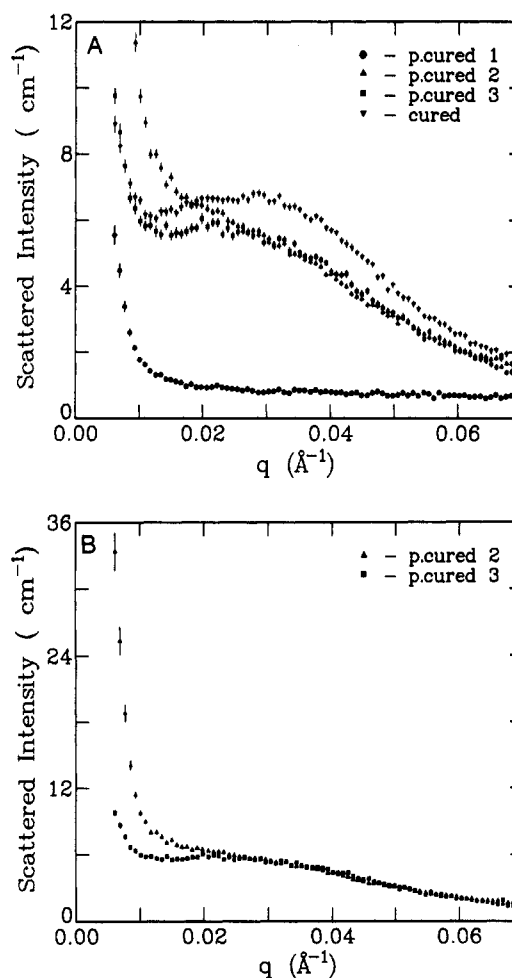 A
12
8
4
0
Scattered Intensity ( cm⁻¹)
● – p.cured 1
▲ – p.cured 2
■ – p.cured 3
▼ – cured
0.00 0.02 0.04 0.06
q (Å⁻¹)
B
36
24
12
0
Scattered Intensity ( cm⁻¹)
▲ – p.cured 2
■ – p.cured 3
0.00 0.02 0.04 0.06
q (Å⁻¹)